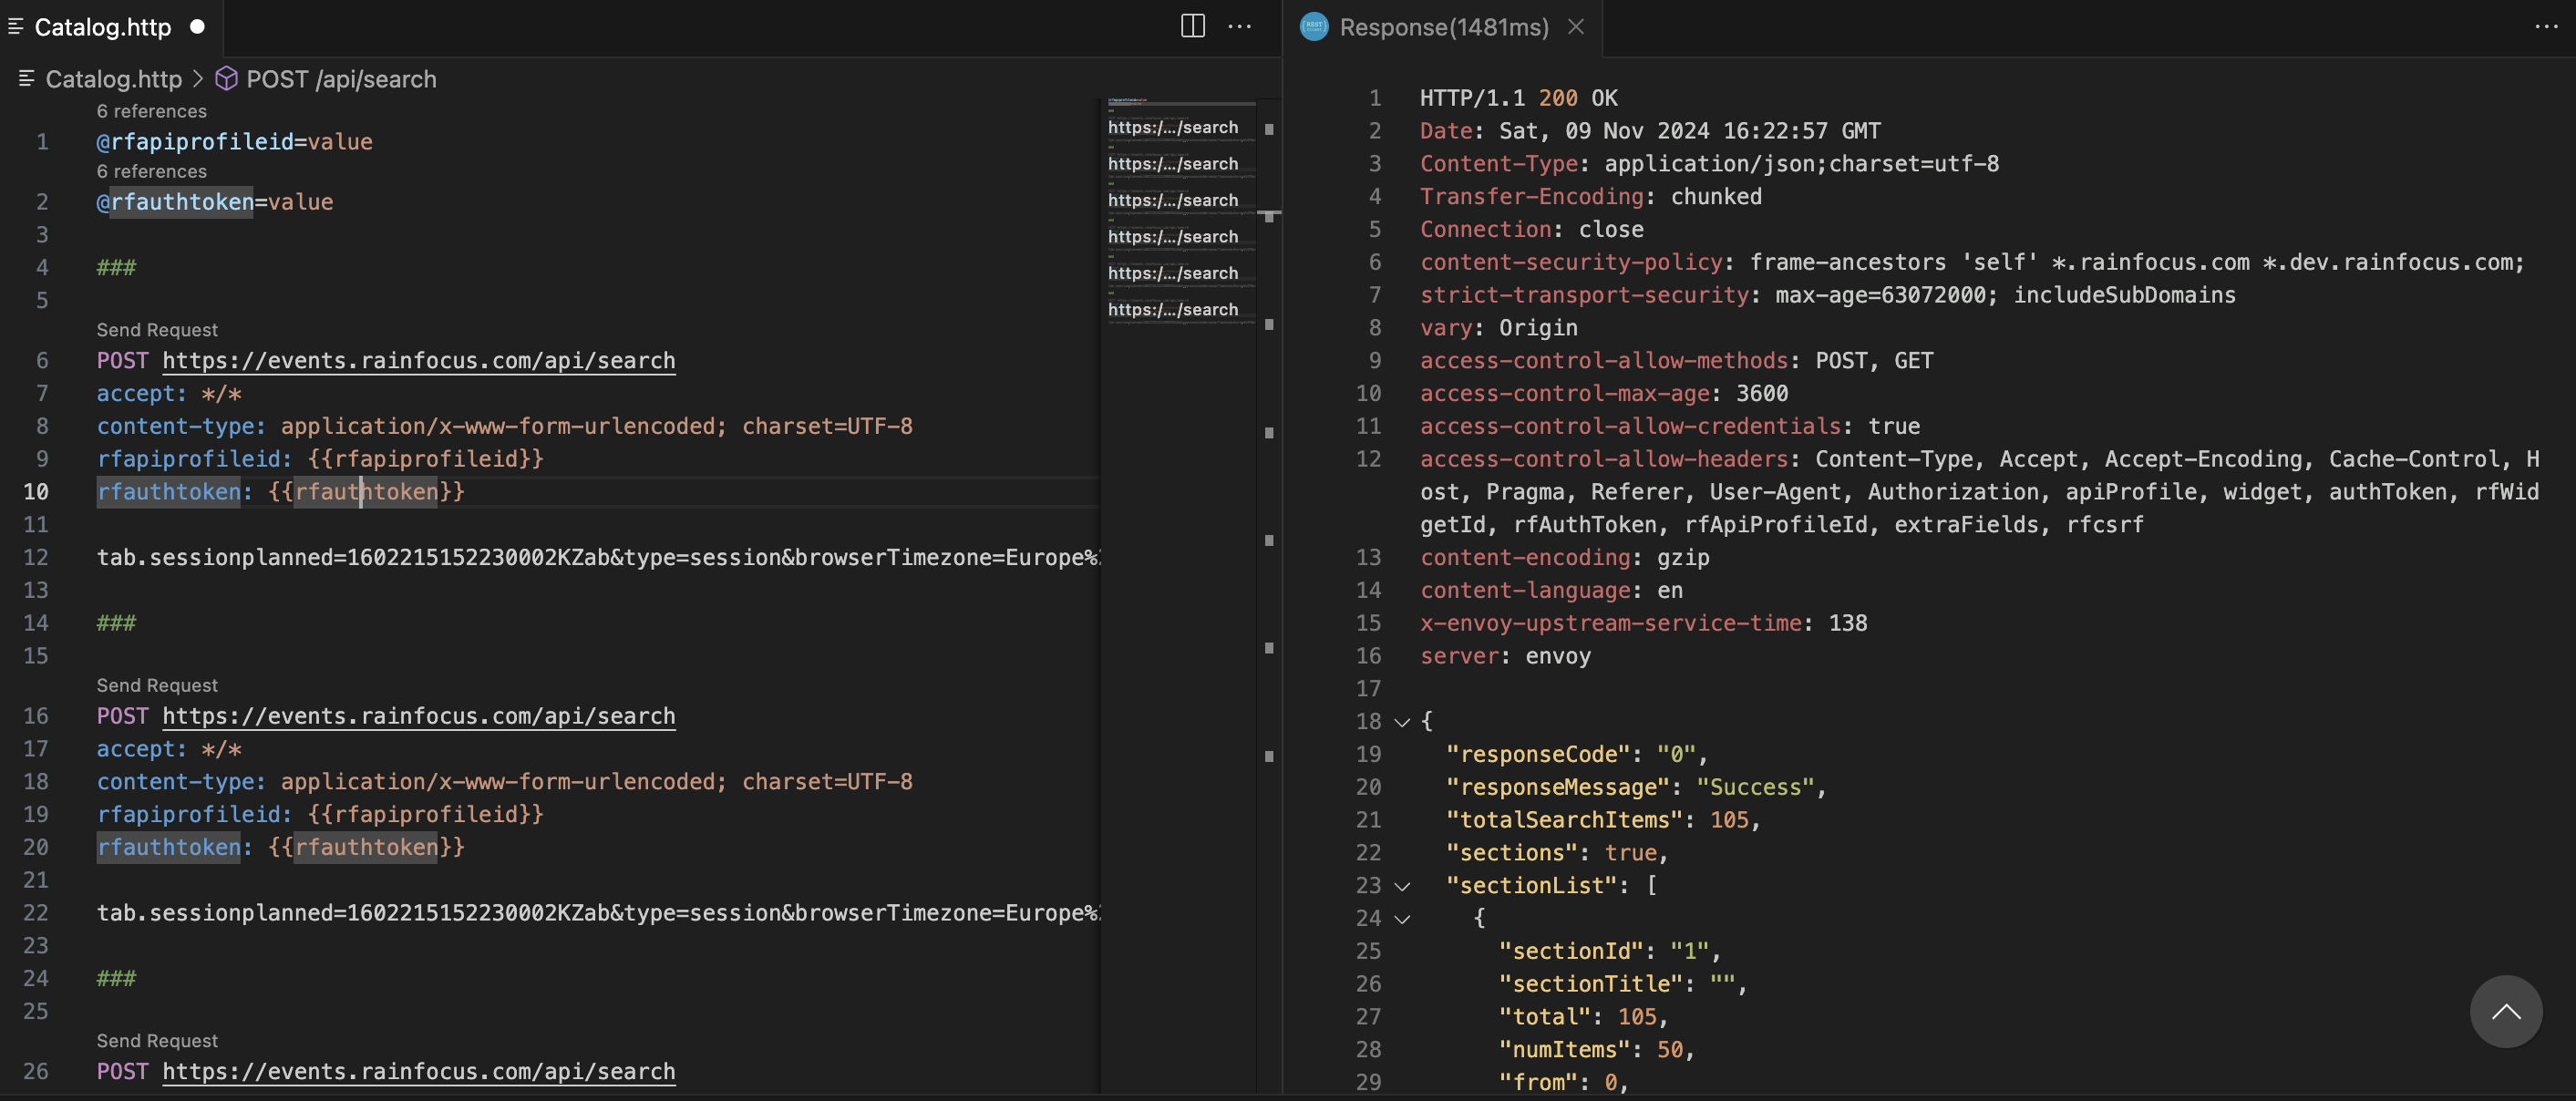 Catalog.http
Catalog.http > POST /api/search
6 references
1 @rfapiprofileid=value
6 references
2 @rfauthtoken=value
3
4 ###
5
Send Request
6 POST https://events.rainfocus.com/api/search
7 accept: */*
8 content-type: application/x-www-form-urlencoded; charset=UTF-8
9 rfapiprofileid: {{rfapiprofileid}}
10 rfauthtoken: {{rfauthtoken}}
11
12 tab.sessionplanned=1602215152230002KZab&type=session&browserTimezone=Europe%
13
14 ###
15
Send Request
16 POST https://events.rainfocus.com/api/search
17 accept: */*
18 content-type: application/x-www-form-urlencoded; charset=UTF-8
19 rfapiprofileid: {{rfapiprofileid}}
20 rfauthtoken: {{rfauthtoken}}
21
22 tab.sessionplanned=1602215152230002KZab&type=session&browserTimezone=Europe%
23
24 ###
25
Send Request
26 POST https://events.rainfocus.com/api/search
https:/.../search
https:/.../search
https:/.../search
https:/.../search
https:/.../search
https:/.../search
Response(1481ms)
1 HTTP/1.1 200 OK
2 Date: Sat, 09 Nov 2024 16:22:57 GMT
3 Content-Type: application/json;charset=utf-8
4 Transfer-Encoding: chunked
5 Connection: close
6 content-security-policy: frame-ancestors 'self' *.rainfocus.com *.dev.rainfocus.com;
7 strict-transport-security: max-age=63072000; includeSubDomains
8 vary: Origin
9 access-control-allow-methods: POST, GET
10 access-control-max-age: 3600
11 access-control-allow-credentials: true
12 access-control-allow-headers: Content-Type, Accept, Accept-Encoding, Cache-Control, H
ost, Pragma, Referer, User-Agent, Authorization, apiProfile, widget, authToken, rfWid
getId, rfAuthToken, rfApiProfileId, extraFields, rfcsrf
13 content-encoding: gzip
14 content-language: en
15 x-envoy-upstream-service-time: 138
16 server: envoy
17
18 {
19 "responseCode": "0",
20 "responseMessage": "Success",
21 "totalSearchItems": 105,
22 "sections": true,
23 "sectionList": [
24 {
25 "sectionId": "1",
26 "sectionTitle": "",
27 "total": 105,
28 "numItems": 50,
29 "from": 0,